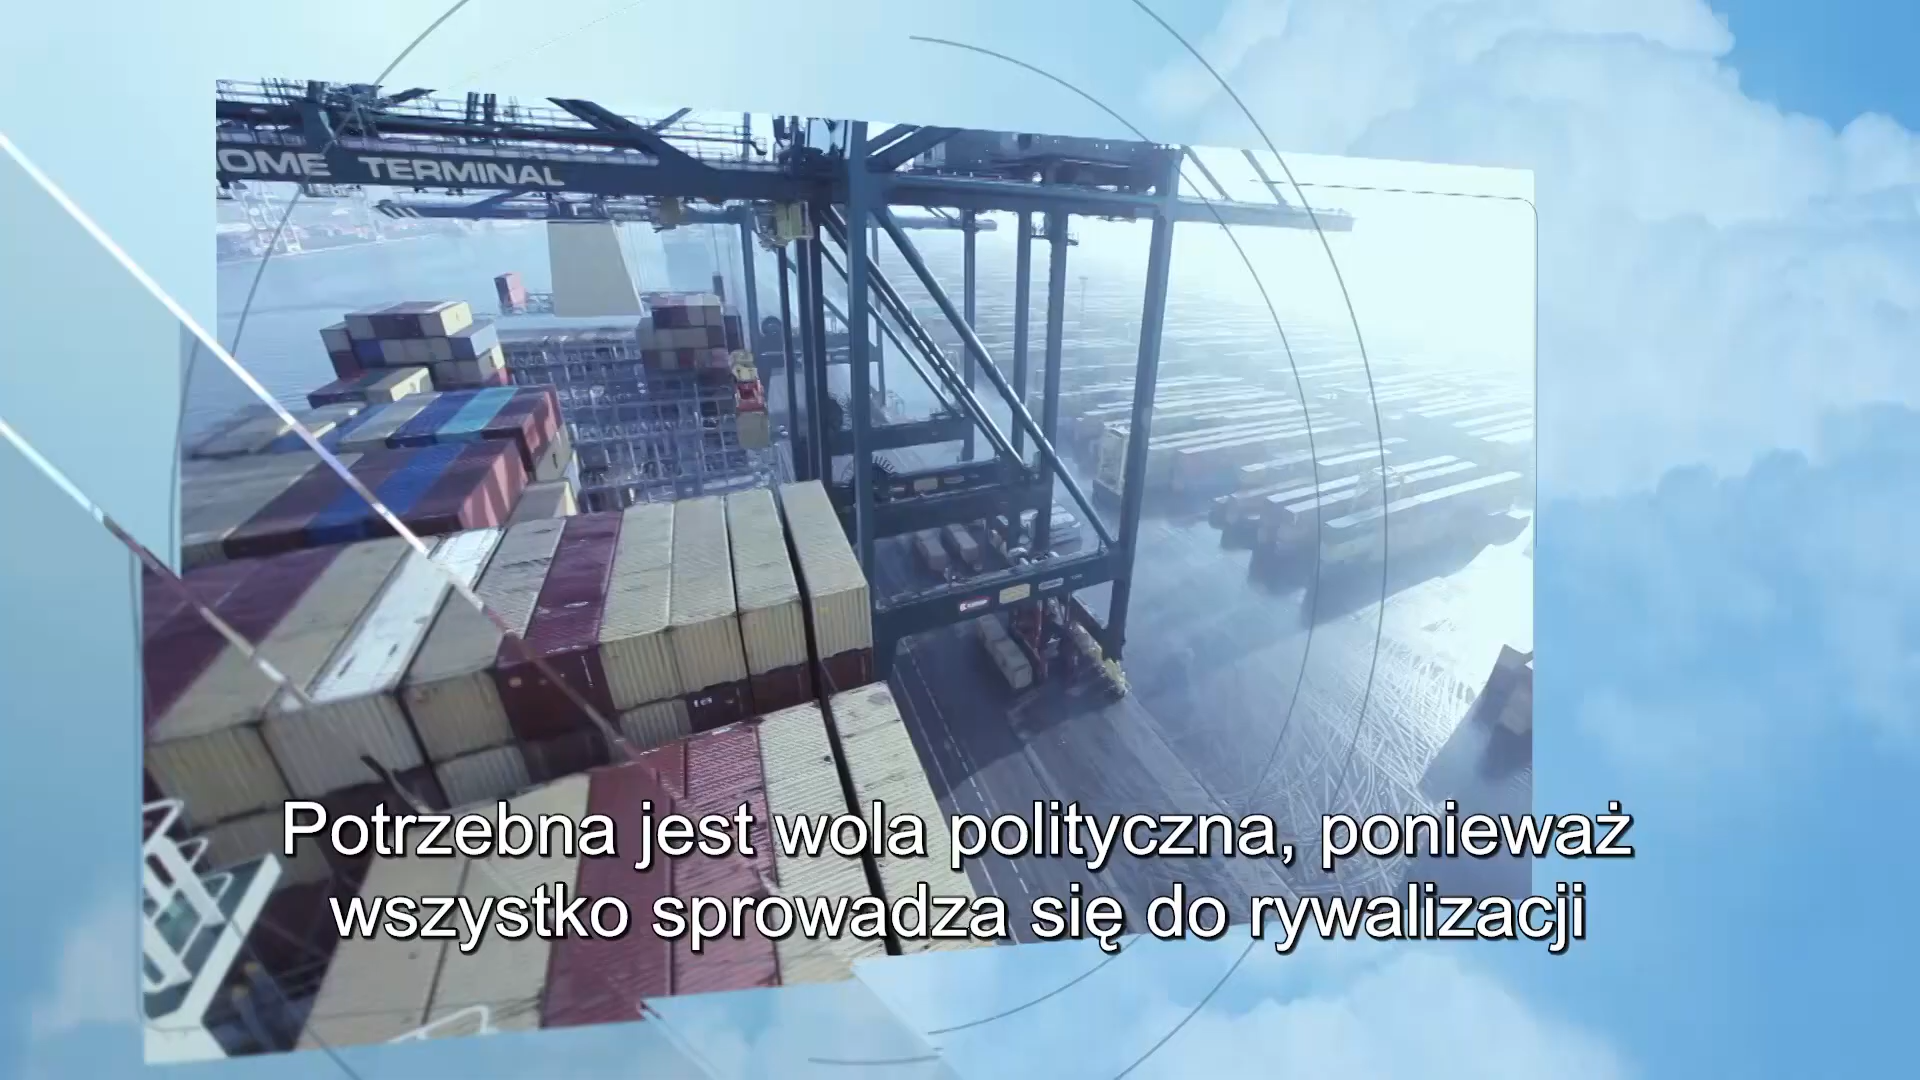 OME TERMINAL
Potrzebna jest wola polityczna, ponieważ
wszystko sprowadza się do rywalizacji